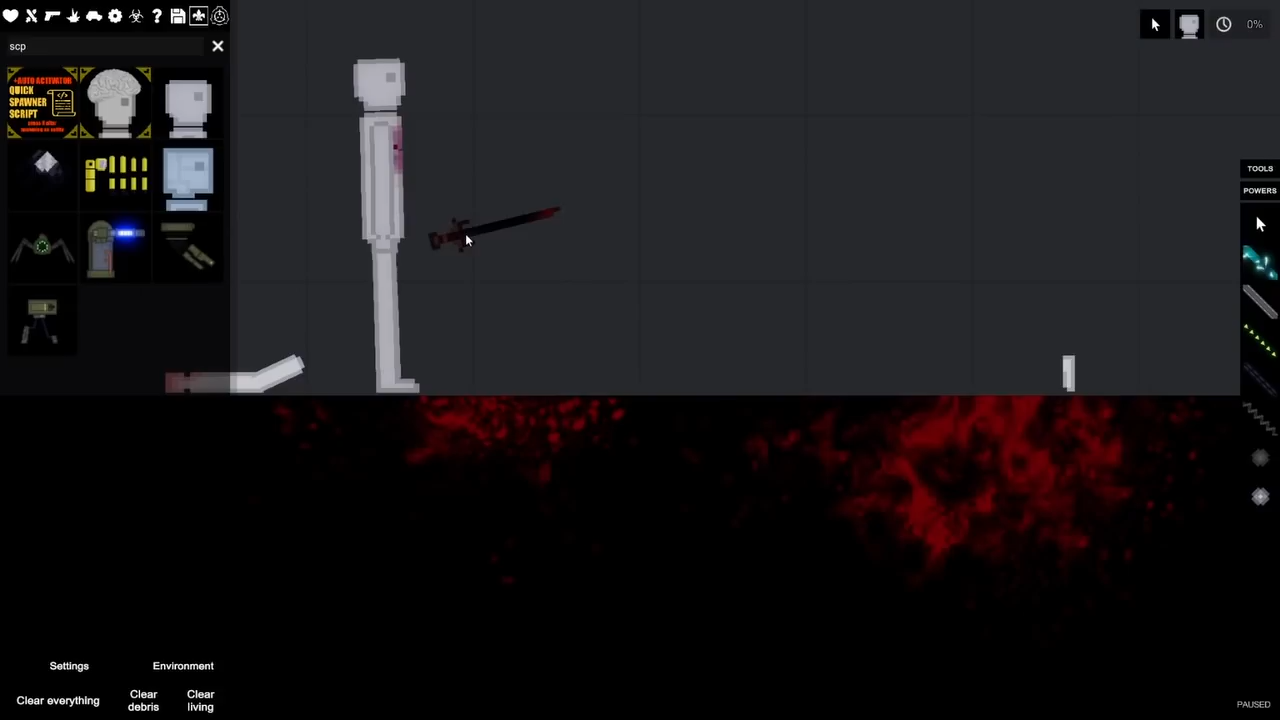 scp
+AUTO ACTIVATOR
QUICK
SPAWNER
SCRIPT
0%
TOOLS
POWERS
Settings
Environment
Clear everything
Clear
debris
Clear
living
PAUSED